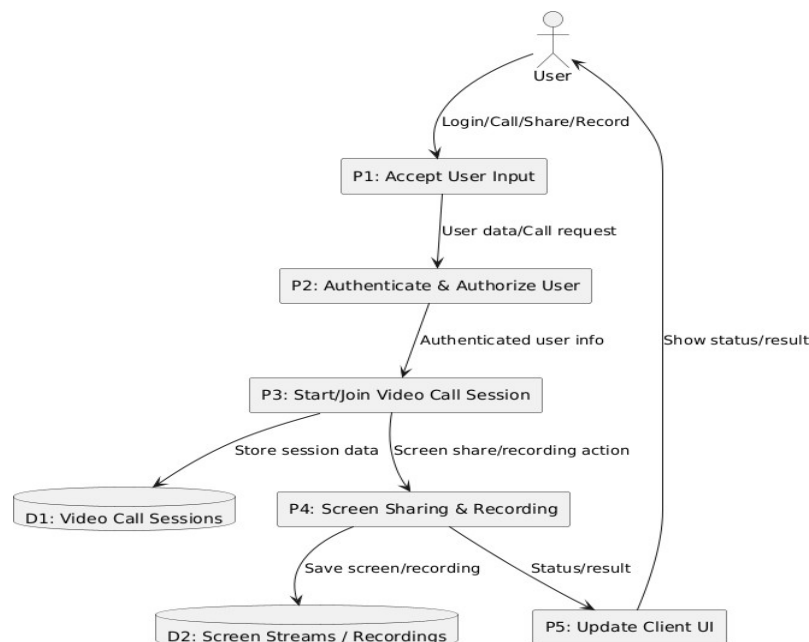 User
Login/Call/Share/Record
P1: Accept User Input
User data/Call request
P2: Authenticate & Authorize User
Authenticated user info
Show status/result
P3: Start/Join Video Call Session
Store session data
Screen share/recording action
D1: Video Call Sessions
P4: Screen Sharing & Recording
Save screen/recording
Status/result
D2: Screen Streams / Recordings
P5: Update Client UI